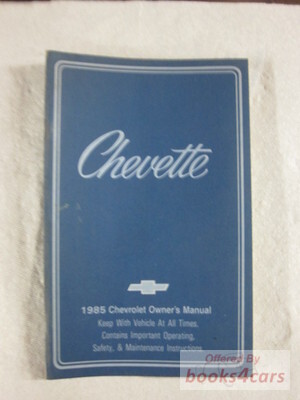 Chevette
1985 Chevrolet Owner's Manual
Keep With Vehicle At All Times,
Contains Important Operating,
Safety, & Maintenance Instructions
Offered By
books4cars